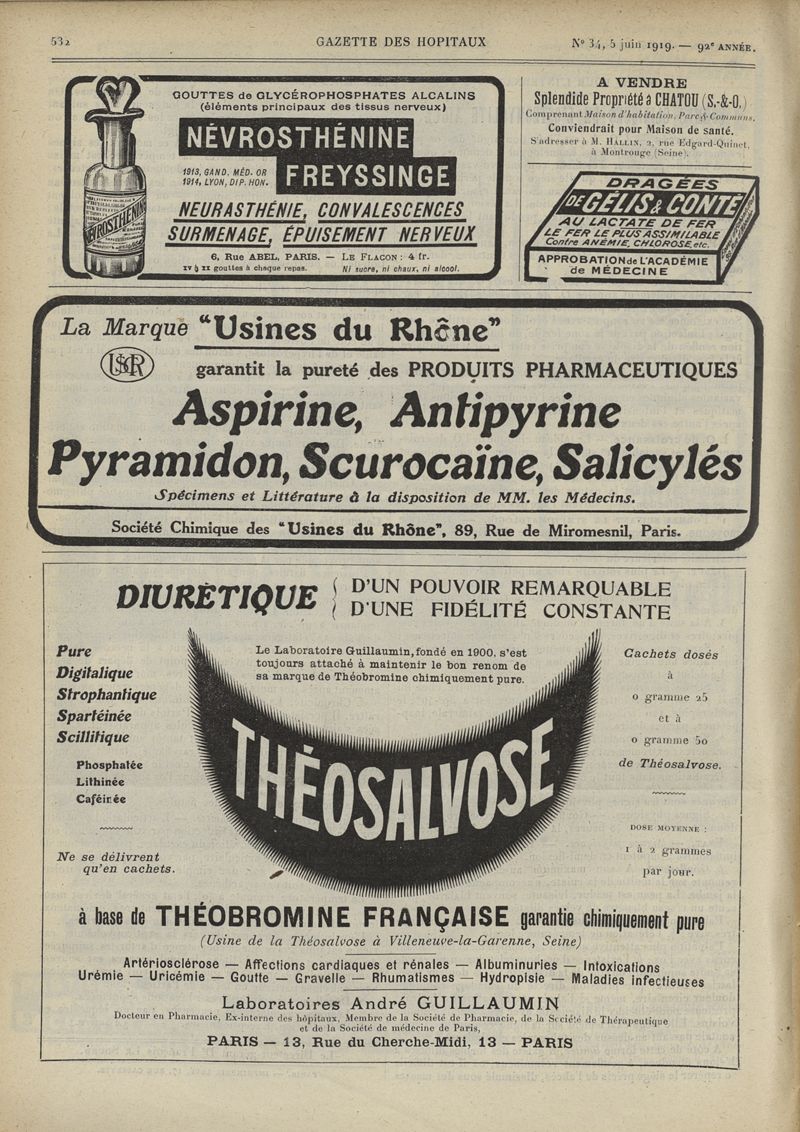 532
GAZETTE DES HOPITAUX
N° 34, 5 juin 1919. — 92e ANNÉE.
GOUTTES de GLYCÉROPHOSPHATES ALCALINS
(éléments principaux des tissus nerveux)
NÉVROSTHÉNINE
1913, GAND. MÉD. OR
1914, LYON, DIP. HON.
FREYSSINGE
NEURASTHÉNIE, CONVALESCENCES
SURMENAGE, ÉPUISEMENT NERVEUX
6, Rue ABEL, PARIS. — LE FLACON : 4 fr.
XV à XX gouttes à chaque repas. Ni sucre, ni chaux, ni alcool.
NÉVROSTHÉNINE
A VENDRE
Splendide Propriété à CHATOU (S.-&-O.)
Comprenant Maison d'habitation, Parc & Communs.
Conviendrait pour Maison de santé.
S'adresser à M. HALLIN, 2, rue Edgard-Quinet,
à Montrouge (Seine).
DRAGÉES
DE GÉLIS & CONTÉ
AU LACTATE DE FER
LE FER LE PLUS ASSIMILABLE
Contre ANÉMIE, CHLOROSE, etc.
APPROBATION de L'ACADÉMIE
de MÉDECINE
La Marque "Usines du Rhône"
garantit la pureté des PRODUITS PHARMACEUTIQUES
Aspirine, Antipyrine
Pyramidon, Scurocaïne, Salicylés
Spécimens et Littérature à la disposition de MM. les Médecins.
Société Chimique des "Usines du Rhône", 89, Rue de Miromesnil, Paris.
DIURÉTIQUE
D'UN POUVOIR REMARQUABLE
D'UNE FIDÉLITÉ CONSTANTE
Le Laboratoire Guillaumin, fondé en 1900, s'est
toujours attaché à maintenir le bon renom de
sa marque de Théobromine chimiquement pure.
Pure
Digitalique
Strophantique
Spartéinée
Scillitique
Phosphatée
Lithinée
Caféinée
Ne se délivrent
qu'en cachets.
THÉOSALVOSE
Cachets dosés
à
0 gramme 25
et à
0 gramme 50
de Théosalvose.
DOSE MOYENNE :
1 à 2 grammes
par jour.
à base de THÉOBROMINE FRANÇAISE garantie chimiquement pure
(Usine de la Théosalvose à Villeneuve-la-Garenne, Seine)
Artériosclérose — Affections cardiaques et rénales — Albuminuries — Intoxications
Urémie — Uricémie — Goutte — Gravelle — Rhumatismes — Hydropisie — Maladies infectieuses
Laboratoires André GUILLAUMIN
Docteur en Pharmacie, Ex-interne des hôpitaux, Membre de la Société de Pharmacie, de la Société de Thérapeutique
et de la Société de médecine de Paris,
PARIS — 13, Rue du Cherche-Midi, 13 — PARIS